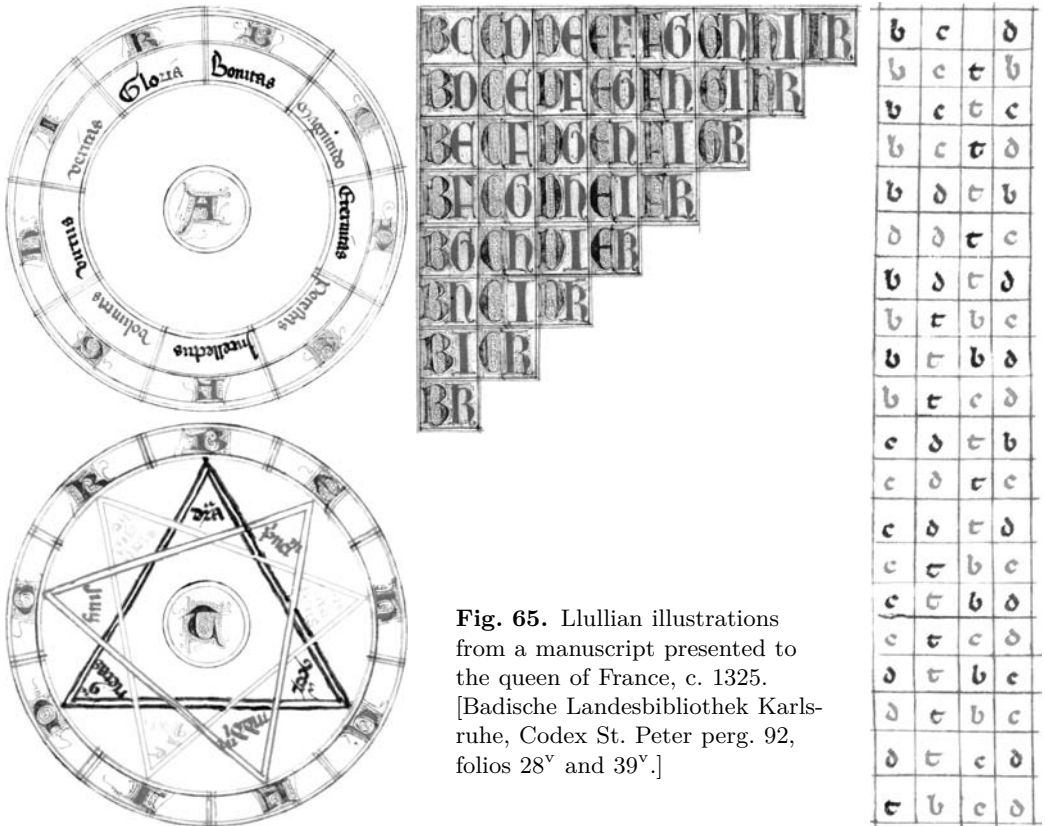 B
C
D
E
F
G
H
I
K
Bonitas
Magnitudo
Eternitas
Potestas
Intellectus
Voluntas
Virtus
Veritas
Gloria
A
BC CD DE EF FG GH HI IK
BD CE DF EG FH GI HK
BE CF DG EH FI GK
BF CG DH EI FK
BG CH DI EK
BH CI DK
BI CK
BK
B
C
D
E
F
G
H
I
K
T
Fig. 65. Llullian illustrations
from a manuscript presented to
the queen of France, c. 1325.
[Badische Landesbibliothek Karls-
ruhe, Codex St. Peter perg. 92,
folios 28v and 39v.]
b c d
b c t b
b c t c
b c t d
b d t b
d d t c
b d t d
b t b c
b t b d
b t c d
c d t b
c d t c
c d t d
c t b c
c t b d
c t c d
d t b c
d t b c
d t c d
t b c d